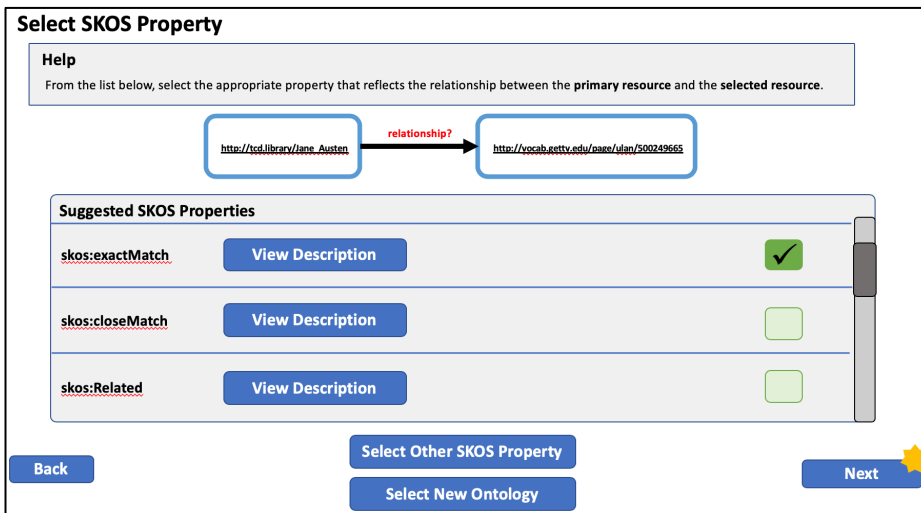 Select SKOS Property
Help
From the list below, select the appropriate property that reflects the relationship between the primary resource and the selected resource.
http://tcd.library/Jane_Austen
relationship?
http://vocab.getty.edu/page/ulan/500249665
Suggested SKOS Properties
skos:exactMatch View Description
skos:closeMatch View Description
skos:Related View Description
Select Other SKOS Property
Back
Next
Select New Ontology